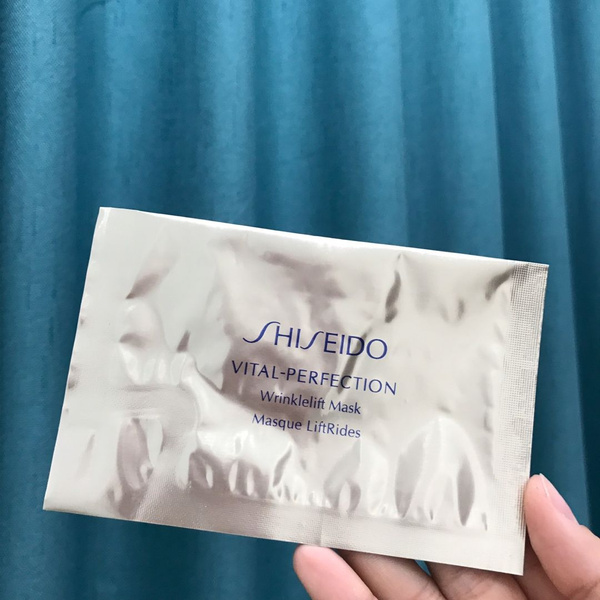 SHISEIDO
VITAL-PERFECTION
Wrinklelift Mask
Masque LiftRides